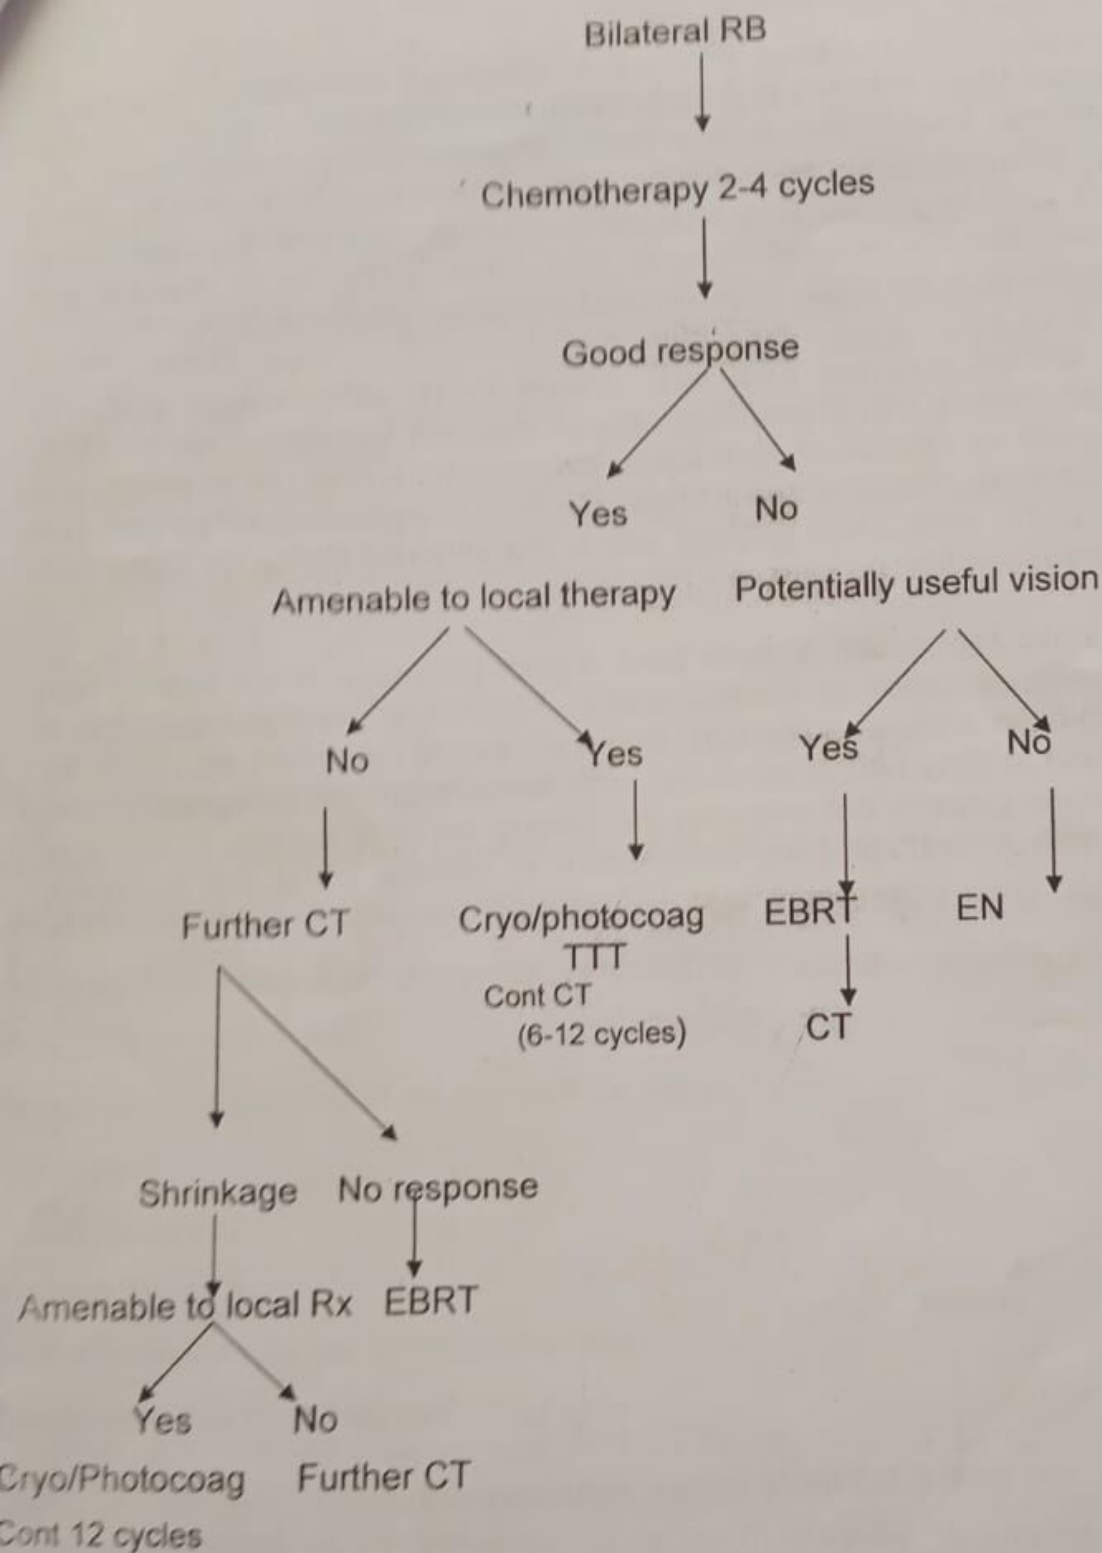 Bilateral RB
Chemotherapy 2-4 cycles
Good response
Yes No
Amenable to local therapy Potentially useful vision
No Yes Yes No
Further CT Cryo/photocoag EBRT EN
TTT
Cont CT
(6-12 cycles) CT
Shrinkage No response
Amenable to local Rx EBRT
Yes No
Cryo/Photocoag Further CT
Cont 12 cycles